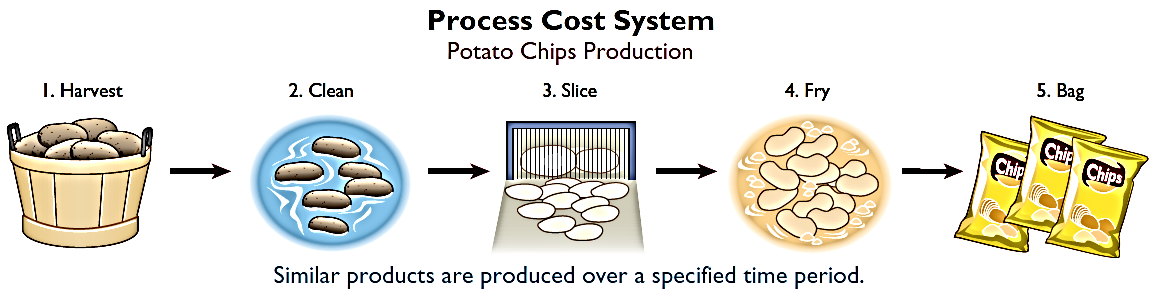 Process Cost System
Potato Chips Production
1. Harvest
2. Clean
3. Slice
4. Fry
5. Bag
Chips
Chips
Chips
Similar products are produced over a specified time period.